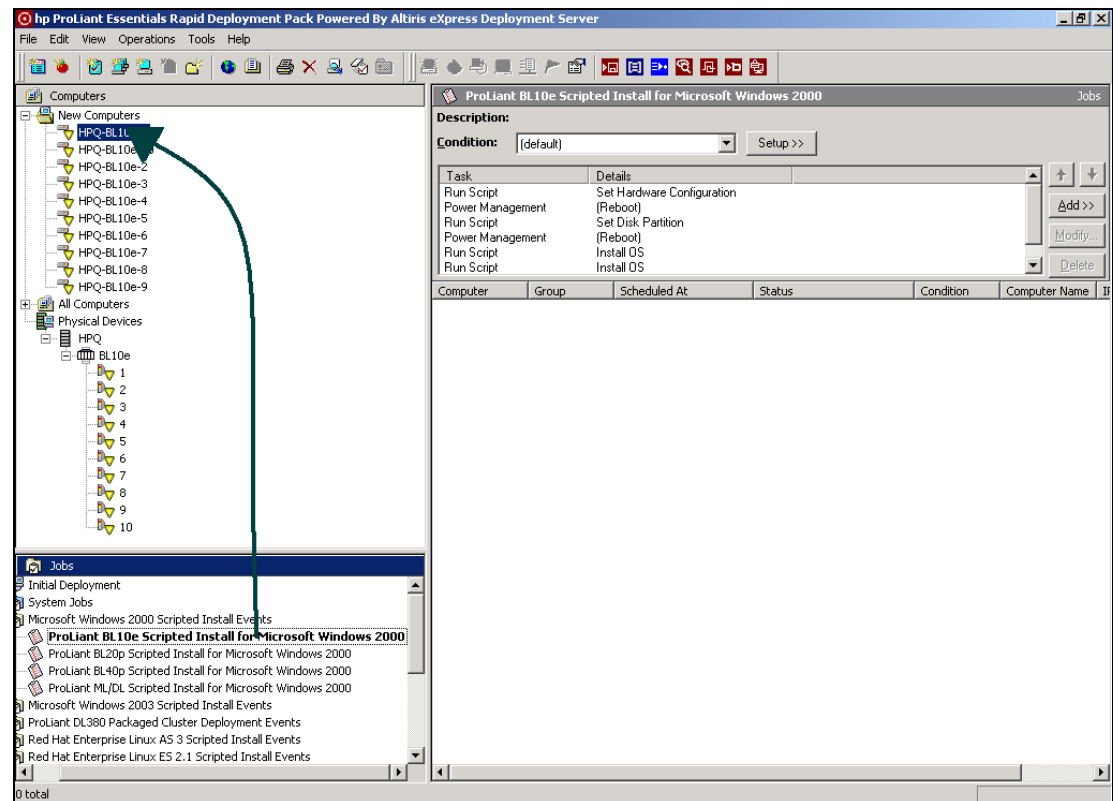 hp ProLiant Essentials Rapid Deployment Pack Powered By Altiris eXpress Deployment Server
File Edit View Operations Tools Help
Computers
New Computers
HPQ-BL10e-2
HPQ-BL10e-3
HPQ-BL10e-4
HPQ-BL10e-5
HPQ-BL10e-6
HPQ-BL10e-7
HPQ-BL10e-8
HPQ-BL10e-9
All Computers
Physical Devices
HPQ
BL10e
1
2
3
4
5
6
7
8
9
10
Jobs
Initial Deployment
System Jobs
Microsoft Windows 2000 Scripted Install Events
ProLiant BL10e Scripted Install for Microsoft Windows 2000
ProLiant BL20p Scripted Install for Microsoft Windows 2000
ProLiant BL40p Scripted Install for Microsoft Windows 2000
ProLiant ML/DL Scripted Install for Microsoft Windows 2000
Microsoft Windows 2003 Scripted Install Events
ProLiant DL380 Packaged Cluster Deployment Events
Red Hat Enterprise Linux AS 3 Scripted Install Events
Red Hat Enterprise Linux ES 2.1 Scripted Install Events
0 total
ProLiant BL10e Scripted Install for Microsoft Windows 2000 Jobs
Description:
Condition: (default) Setup >>
Task Details
Run Script Set Hardware Configuration
Power Management (Reboot)
Run Script Set Disk Partition
Power Management (Reboot)
Run Script Install OS
Run Script Install OS
Add >>
Modify...
Delete
Computer Group Scheduled At Status Condition Computer Name